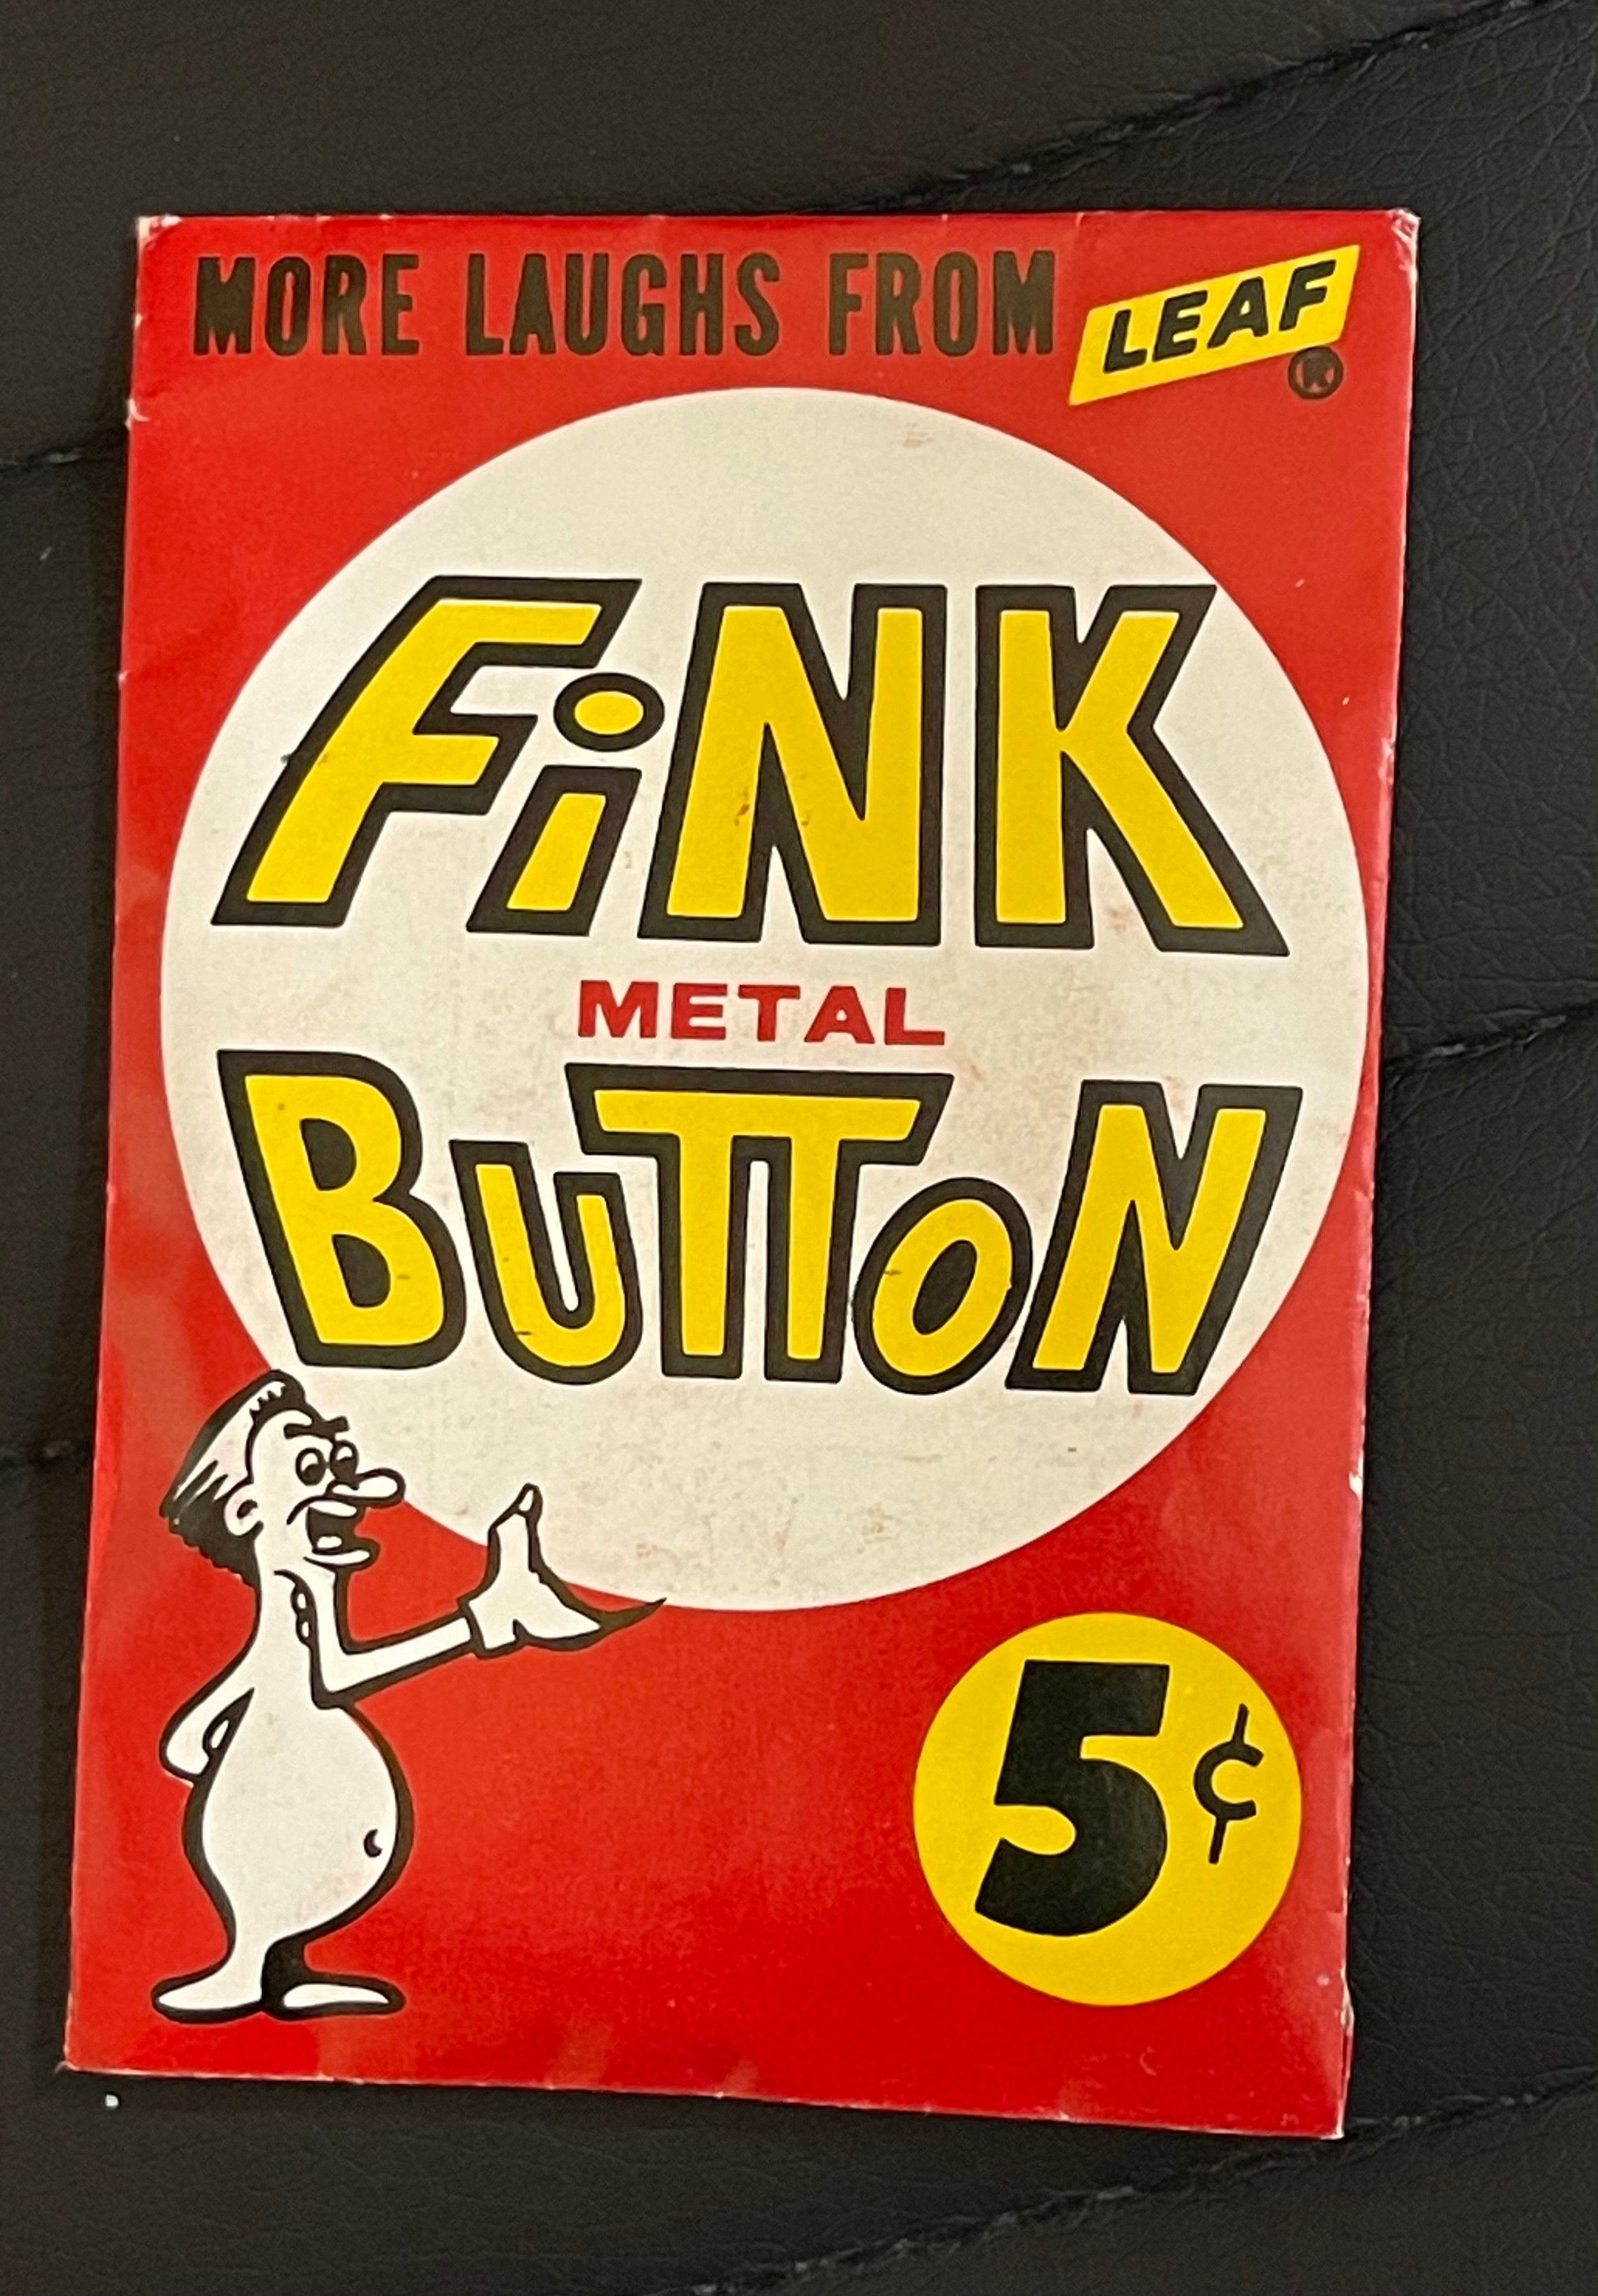 MORE LAUGHS FROM LEAF ®
FiNK
METAL
BuTToN
5¢